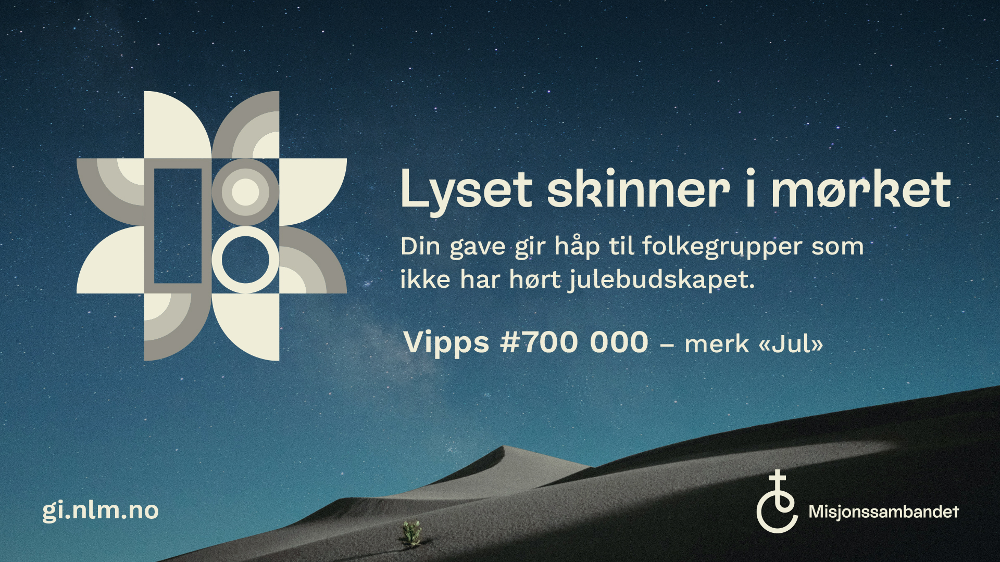 Lyset skinner i mørket
Din gave gir håp til folkegrupper som
ikke har hørt julebudskapet.
Vipps #700 000 – merk «Jul»
gi.nlm.no
Misjonssambandet